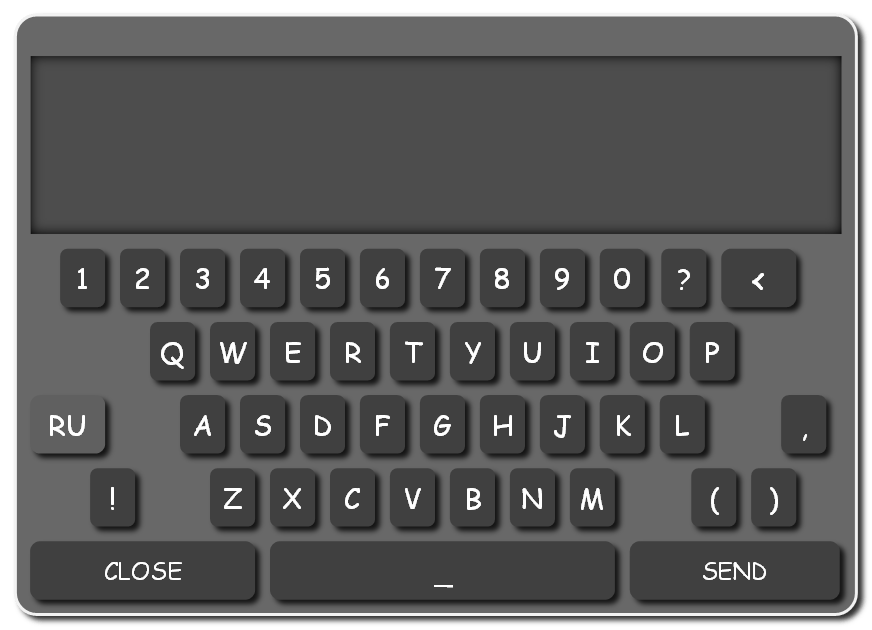 1 2 3 4 5 6 7 8 9 0 ? <
Q W E R T Y U I O P
RU A S D F G H J K L ,
! Z X C V B N M ( )
CLOSE _ SEND